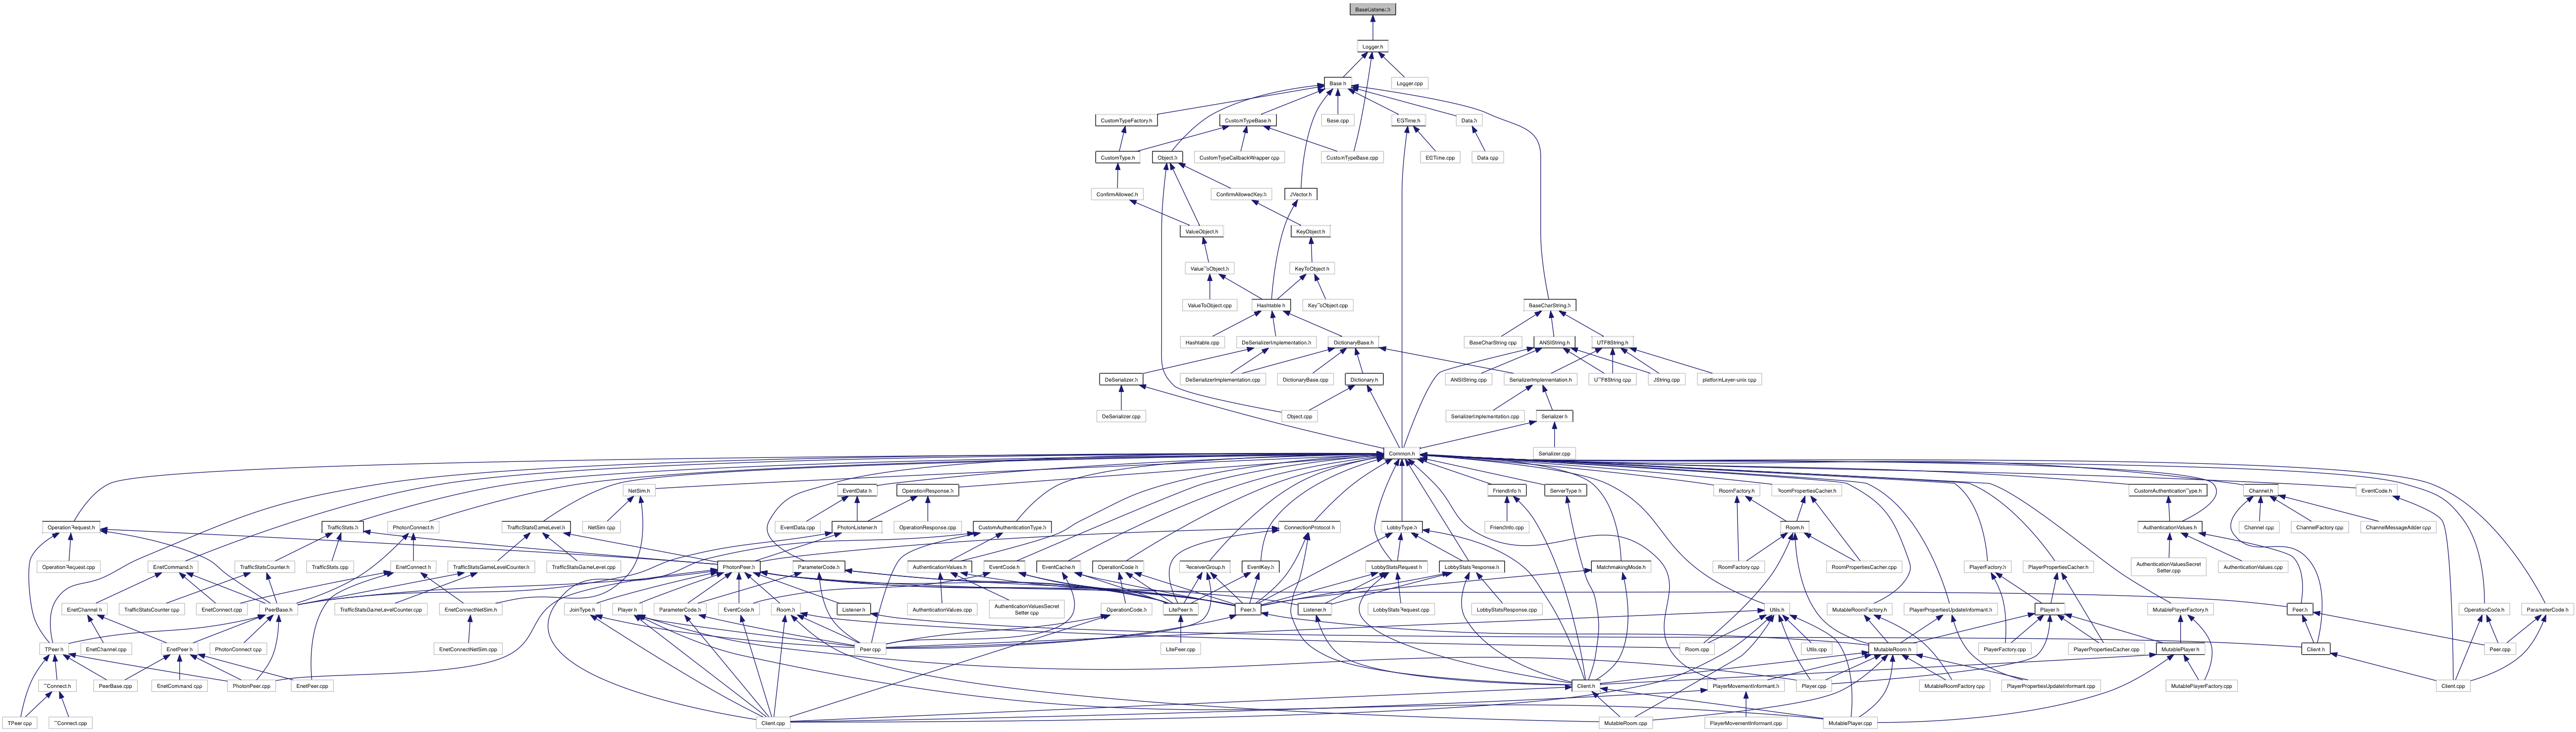 BaseListener.h
Logger.h
Base.h
Logger.cpp
CustomTypeFactory.h
CustomTypeBase.h
Base.cpp
EGTime.h
Data.h
CustomType.h
Object.h
CustomTypeCallbackWrapper.cpp
CustomTypeBase.cpp
EGTime.cpp
Data.cpp
ConfirmAllowed.h
ConfirmAllowedKey.h
JVector.h
ValueObject.h
KeyObject.h
ValueToObject.h
KeyToObject.h
ValueToObject.cpp
Hashtable.h
KeyToObject.cpp
BaseCharString.h
Hashtable.cpp
DeSerializerImplementation.h
DictionaryBase.h
BaseCharString.cpp
ANSIString.h
UTF8String.h
DeSerializer.h
DeSerializerImplementation.cpp
DictionaryBase.cpp
Dictionary.h
ANSIString.cpp
SerializerImplementation.h
UTF8String.cpp
JString.cpp
platformLayer-unix.cpp
DeSerializer.cpp
Object.cpp
SerializerImplementation.cpp
Serializer.h
Common.h
Serializer.cpp
NetSim.h
EventData.h
OperationResponse.h
FriendInfo.h
ServerType.h
RoomFactory.h
RoomPropertiesCacher.h
CustomAuthenticationType.h
Channel.h
EventCode.h
OperationRequest.h
TrafficStats.h
PhotonConnect.h
TrafficStatsGameLevel.h
NetSim.cpp
EventData.cpp
PhotonListener.h
OperationResponse.cpp
CustomAuthenticationType.h
ConnectionProtocol.h
LobbyType.h
FriendInfo.cpp
Room.h
AuthenticationValues.h
Channel.cpp
ChannelFactory.cpp
ChannelMessageAdder.cpp
OperationRequest.cpp
EnetCommand.h
TrafficStatsCounter.h
TrafficStats.cpp
EnetConnect.h
TrafficStatsGameLevelCounter.h
TrafficStatsGameLevel.cpp
PhotonPeer.h
ParameterCode.h
AuthenticationValues.h
EventCode.h
EventCache.h
OperationCode.h
ReceiverGroup.h
EventKey.h
LobbyStatsRequest.h
LobbyStatsResponse.h
MatchmakingMode.h
RoomFactory.cpp
RoomPropertiesCacher.cpp
PlayerFactory.h
PlayerPropertiesCacher.h
AuthenticationValuesSecret
Setter.cpp
AuthenticationValues.cpp
EnetChannel.h
TrafficStatsCounter.cpp
EnetConnect.cpp
PeerBase.h
TrafficStatsGameLevelCounter.cpp
EnetConnectNetSim.h
JoinType.h
Player.h
ParameterCode.h
EventCode.h
Room.h
Listener.h
AuthenticationValues.cpp
AuthenticationValuesSecret
Setter.cpp
OperationCode.h
LitePeer.h
Peer.h
Listener.h
LobbyStatsRequest.cpp
LobbyStatsResponse.cpp
Utils.h
MutableRoomFactory.h
PlayerPropertiesUpdateInformant.h
Player.h
MutablePlayerFactory.h
Peer.h
OperationCode.h
ParameterCode.h
TPeer.h
EnetChannel.cpp
EnetPeer.h
PhotonConnect.cpp
EnetConnectNetSim.cpp
Peer.cpp
LitePeer.cpp
Room.cpp
Utils.cpp
MutableRoom.h
PlayerFactory.cpp
PlayerPropertiesCacher.cpp
MutablePlayer.h
Client.h
Peer.cpp
TConnect.h
PeerBase.cpp
EnetCommand.cpp
PhotonPeer.cpp
EnetPeer.cpp
Client.h
PlayerMovementInformant.h
Player.cpp
MutableRoomFactory.cpp
PlayerPropertiesUpdateInformant.cpp
MutablePlayerFactory.cpp
Client.cpp
TPeer.cpp
TConnect.cpp
Client.cpp
MutableRoom.cpp
PlayerMovementInformant.cpp
MutablePlayer.cpp